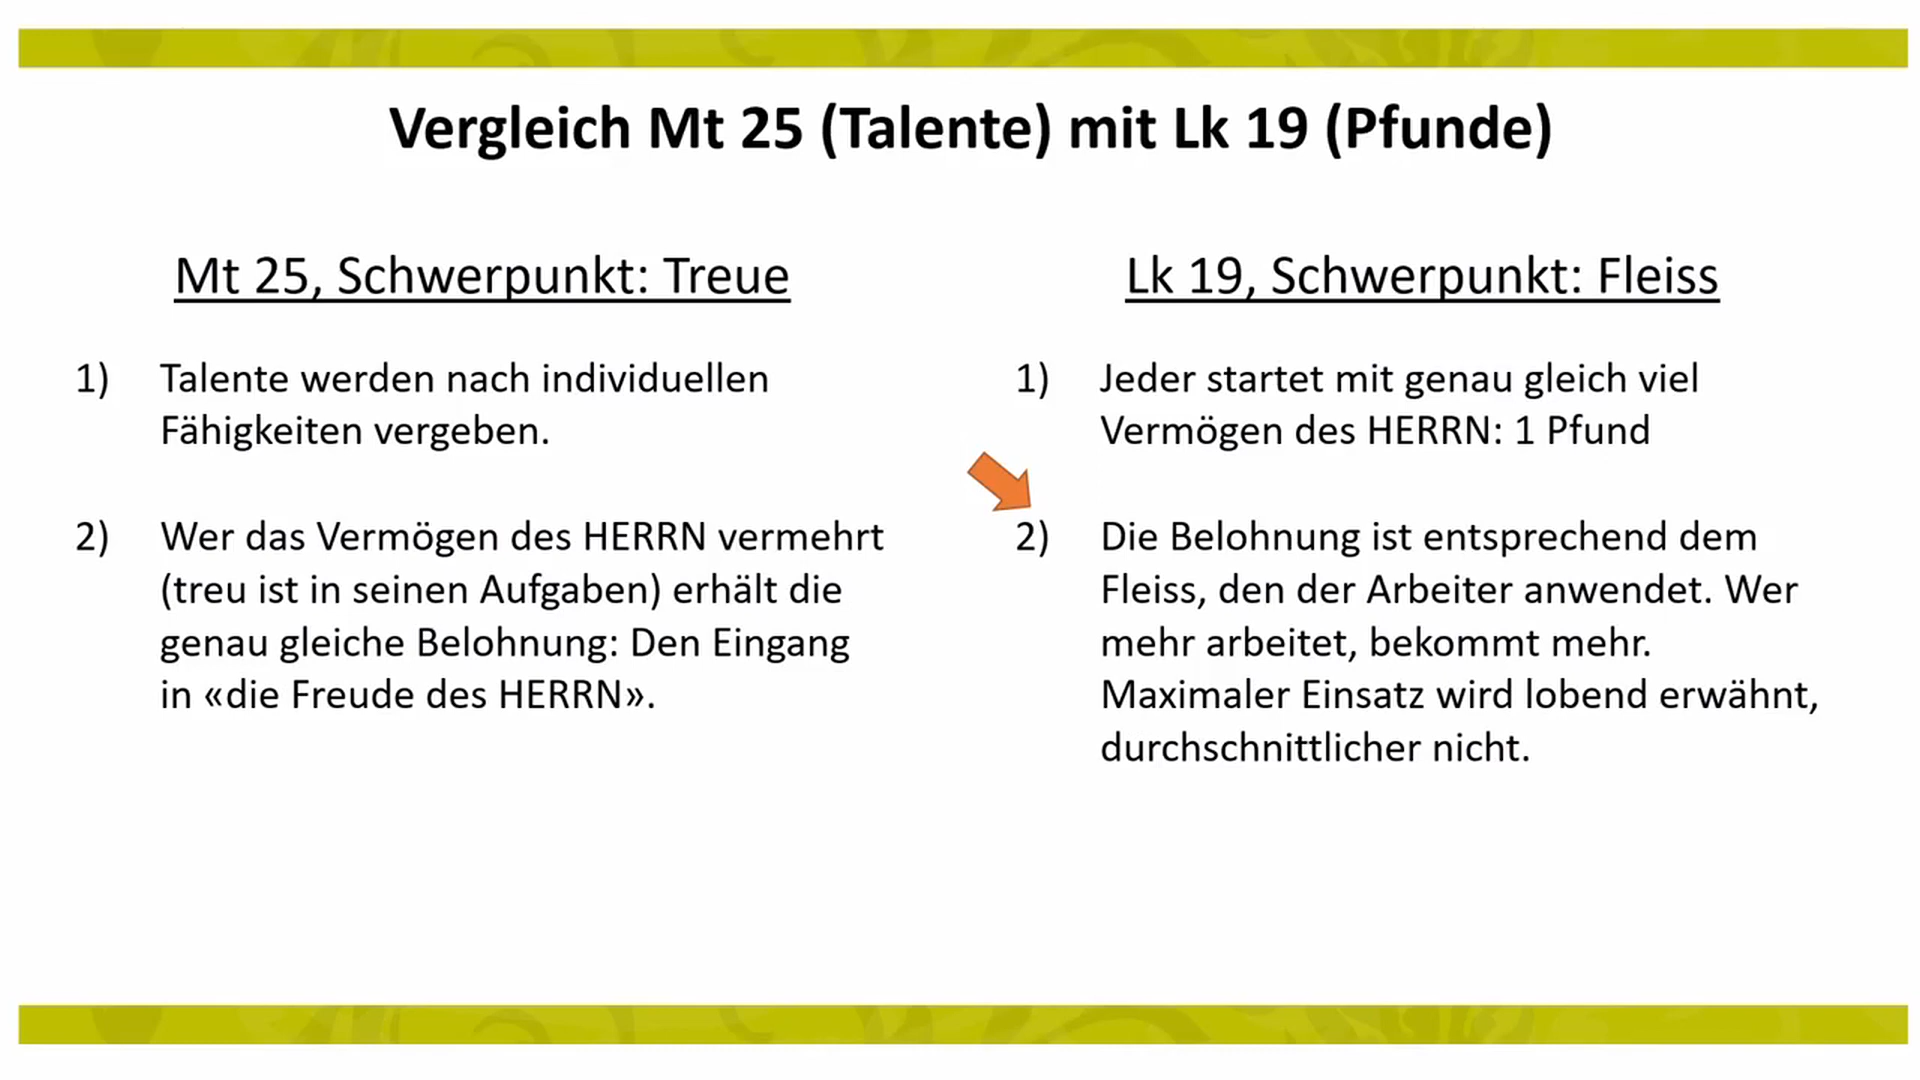 Vergleich Mt 25 (Talente) mit Lk 19 (Pfunde)
Mt 25, Schwerpunkt: Treue
1) Talente werden nach individuellen
Fähigkeiten vergeben.
2) Wer das Vermögen des HERRN vermehrt
(treu ist in seinen Aufgaben) erhält die
genau gleiche Belohnung: Den Eingang
in «die Freude des HERRN».
Lk 19, Schwerpunkt: Fleiss
1) Jeder startet mit genau gleich viel
Vermögen des HERRN: 1 Pfund
2) Die Belohnung ist entsprechend dem
Fleiss, den der Arbeiter anwendet. Wer
mehr arbeitet, bekommt mehr.
Maximaler Einsatz wird lobend erwähnt,
durchschnittlicher nicht.